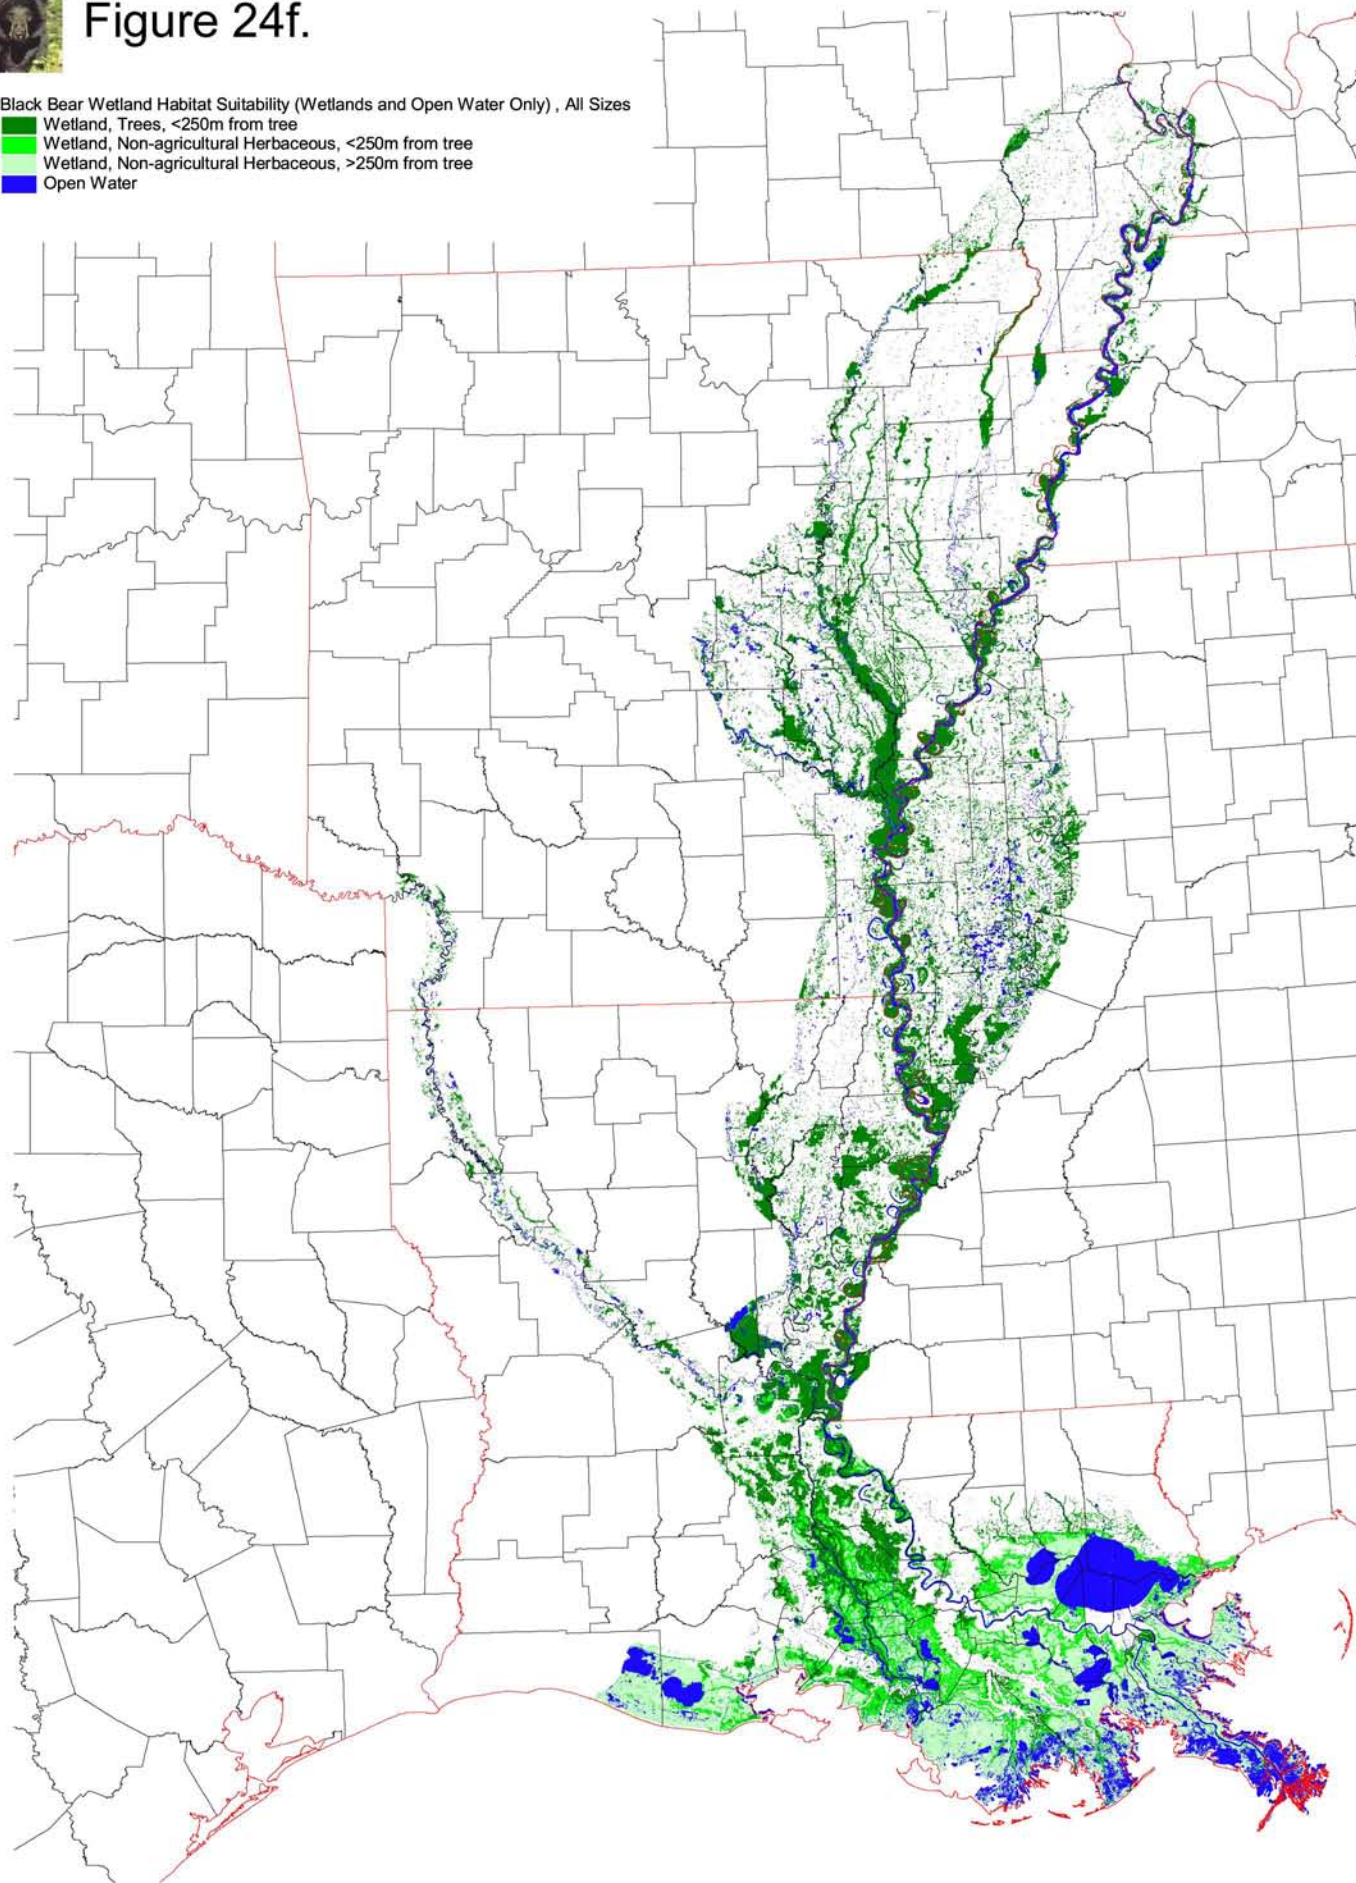 Figure 24f.
Black Bear Wetland Habitat Suitability (Wetlands and Open Water Only) , All Sizes
Wetland, Trees, <250m from tree
Wetland, Non-agricultural Herbaceous, <250m from tree
Wetland, Non-agricultural Herbaceous, >250m from tree
Open Water